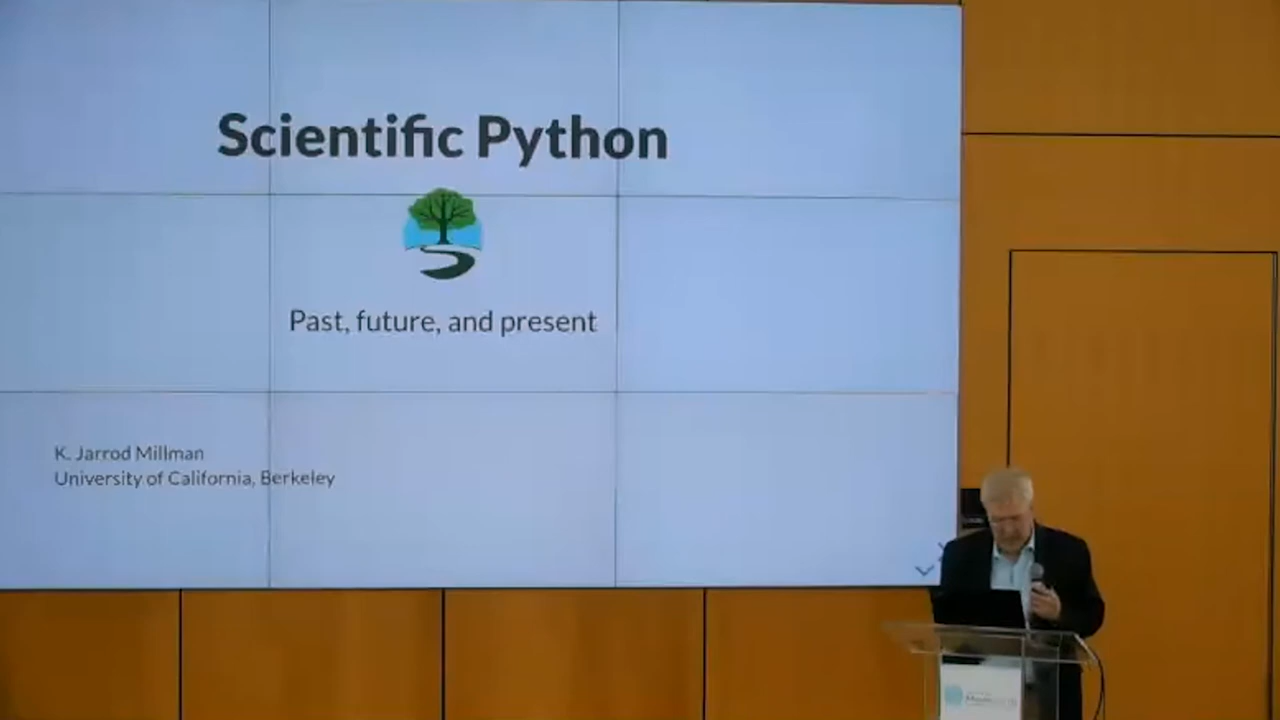 Scientific Python
Past, future, and present
K. Jarrod Millman
University of California, Berkeley